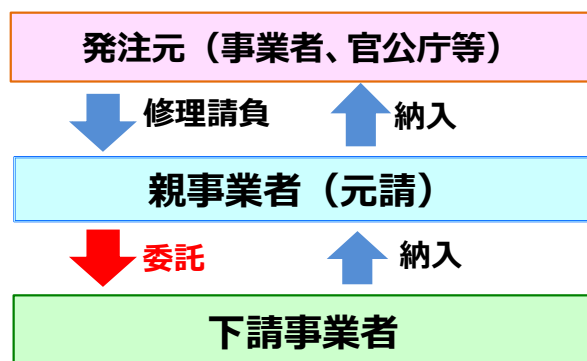 発注元（事業者、官公庁等）
修理請負
納入
親事業者（元請）
委託
納入
下請事業者